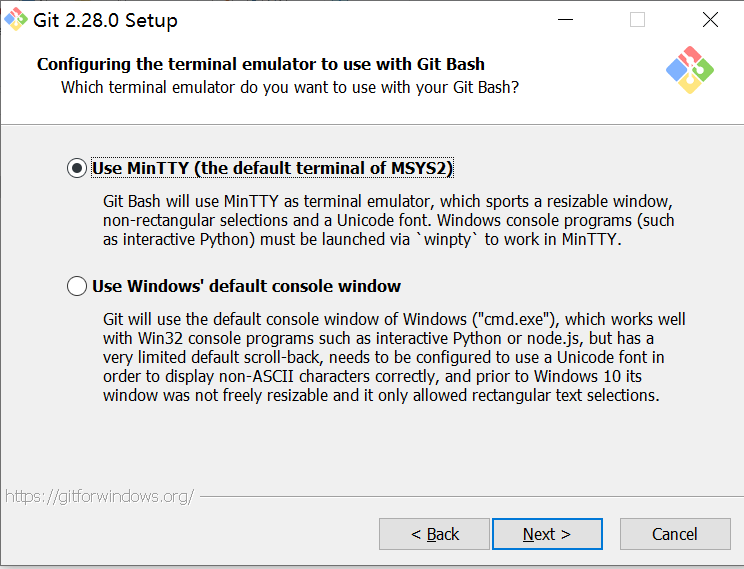 Git 2.28.0 Setup
Configuring the terminal emulator to use with Git Bash
Which terminal emulator do you want to use with your Git Bash?
Use MinTTY (the default terminal of MSYS2)
Git Bash will use MinTTY as terminal emulator, which sports a resizable window,
non-rectangular selections and a Unicode font. Windows console programs (such
as interactive Python) must be launched via `winpty` to work in MinTTY.
Use Windows' default console window
Git will use the default console window of Windows ("cmd.exe"), which works well
with Win32 console programs such as interactive Python or node.js, but has a
very limited default scroll-back, needs to be configured to use a Unicode font in
order to display non-ASCII characters correctly, and prior to Windows 10 its
window was not freely resizable and it only allowed rectangular text selections.
https://gitforwindows.org/
< Back
Next >
Cancel